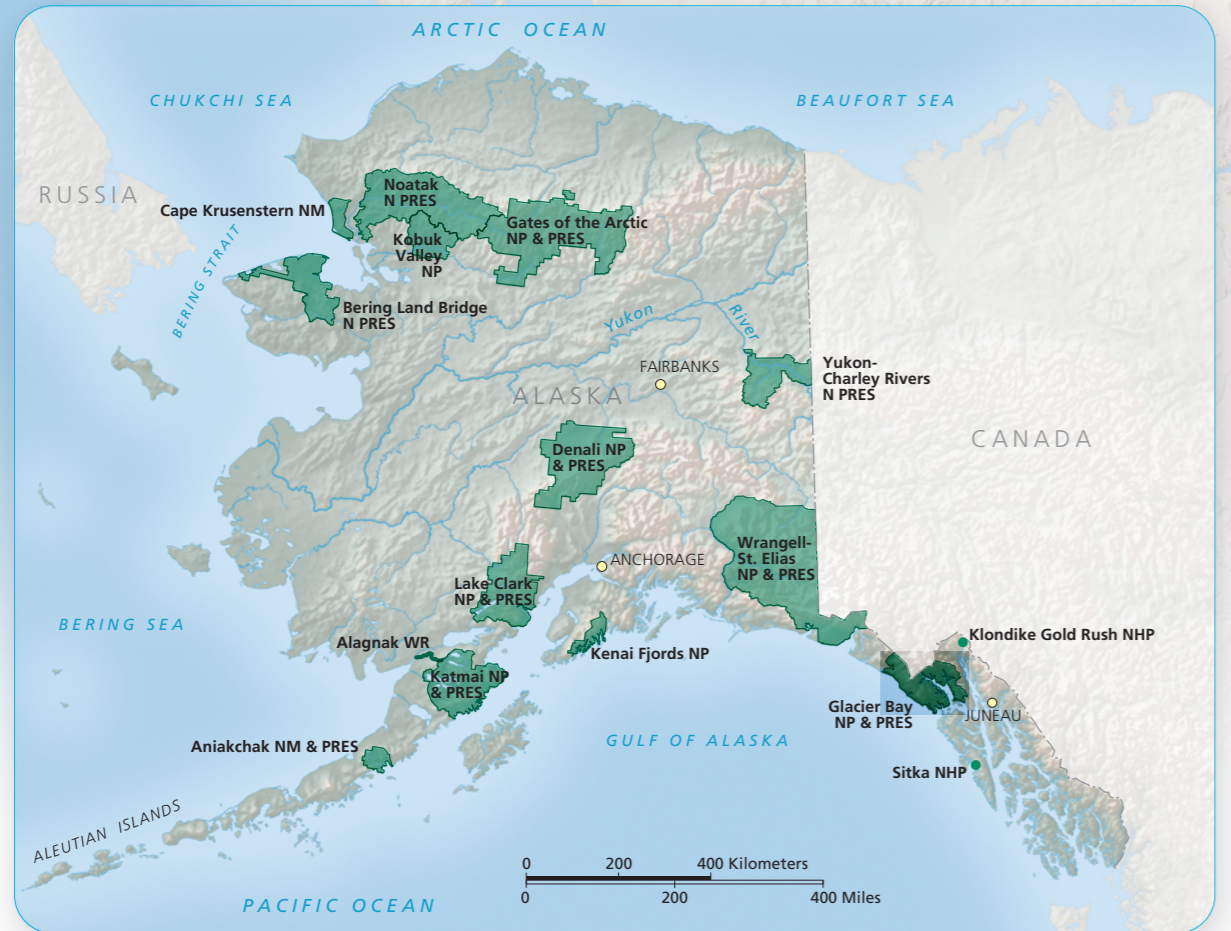 ARCTIC OCEAN
CHUKCHI SEA
BEAUFORT SEA
RUSSIA
Noatak
N PRES
Cape Krusenstern NM
Gates of the Arctic
NP & PRES
Kobuk
Valley
NP
BERING STRAIT
Bering Land Bridge
N PRES
Yukon
River
FAIRBANKS
Yukon-
Charley Rivers
N PRES
ALASKA
CANADA
Denali NP
& PRES
Wrangell-
St. Elias
NP & PRES
ANCHORAGE
Lake Clark
NP & PRES
BERING SEA
Alagnak WR
Klondike Gold Rush NHP
Kenai Fjords NP
Katmai NP
& PRES
Glacier Bay
NP & PRES
JUNEAU
Aniakchak NM & PRES
GULF OF ALASKA
Sitka NHP
ALEUTIAN ISLANDS
0 200 400 Kilometers
0 200 400 Miles
PACIFIC OCEAN